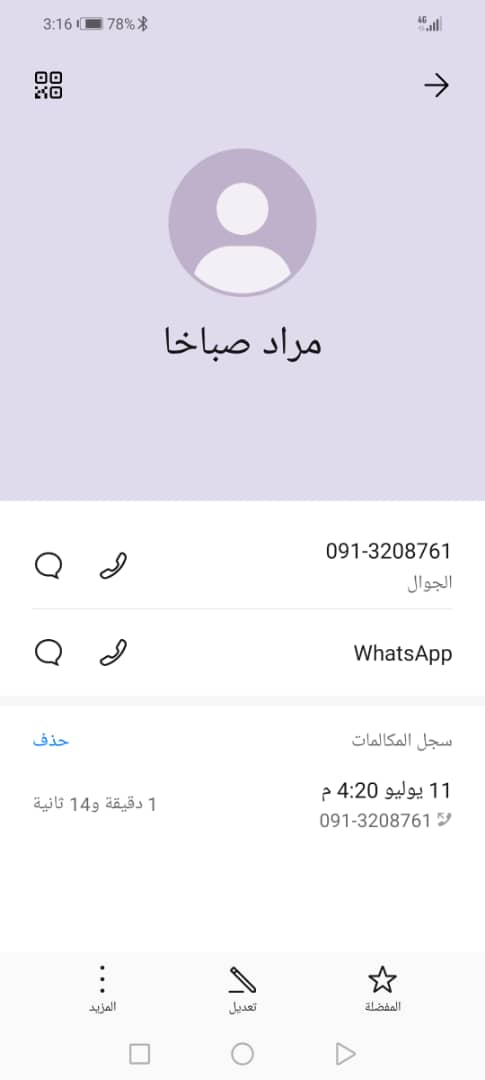 3:16 78%
4G
مراد صباخا
091-3208761
الجوال
WhatsApp
سجل المكالمات
حذف
11 يوليو 4:20 م
1 دقيقة و14 ثانية
091-3208761
المفضلة
تعديل
المزيد